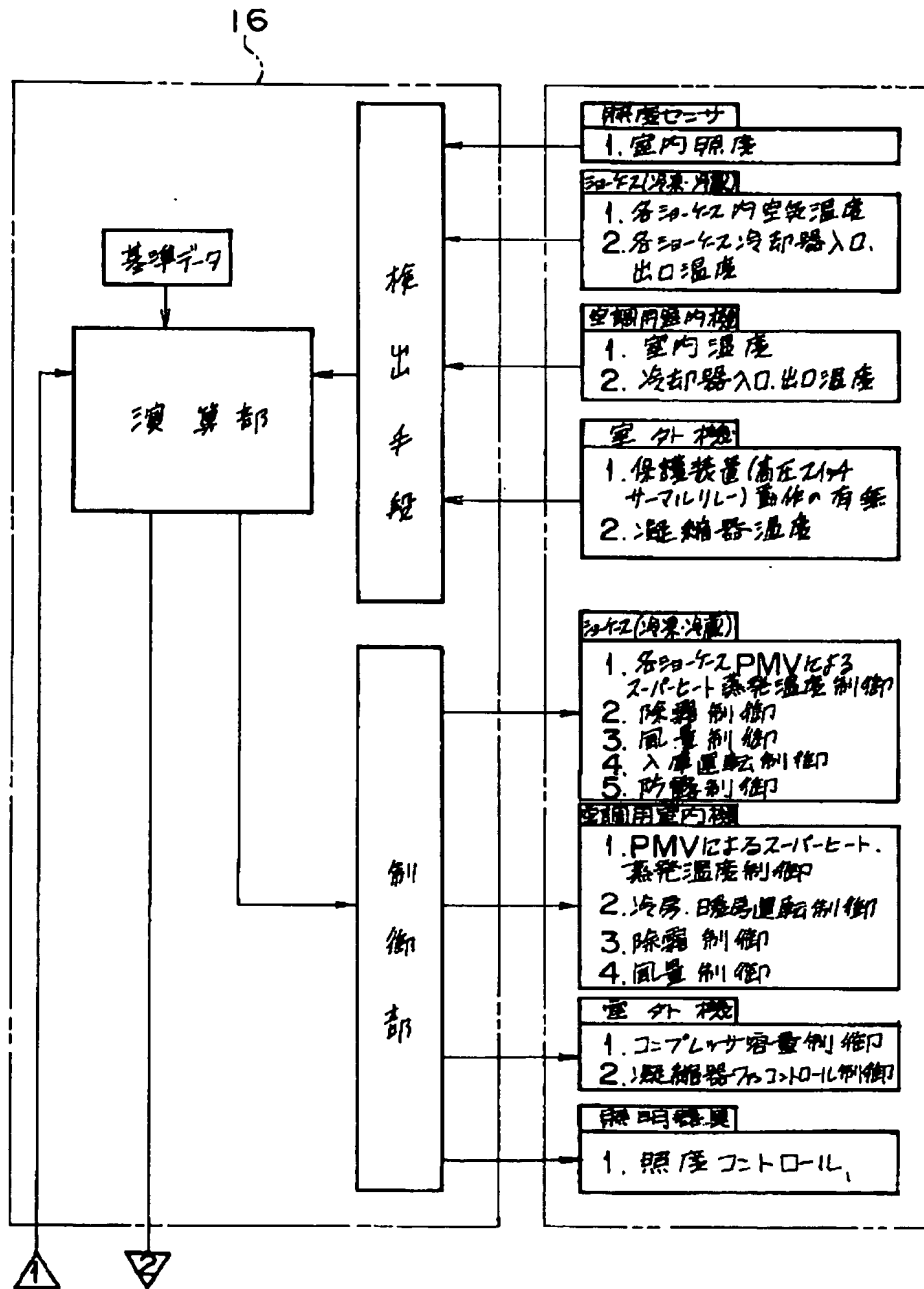 16
照度センサ
1. 室内照度
ショーケース(冷凍・冷蔵)
1. 各ショーケース内空気温度
2. 各ショーケース冷却器入口.
出口温度
空調用室内機
1. 室内温度
2. 冷却器入口.出口温度
室外機
1. 保護装置(高圧スイッチ
サーマルリレー)動作の有無
2. 凝縮器温度
基準データ
演算部
検出手段
ショーケース(冷凍・冷蔵)
1. 各ショーケースPMVによる
スーパーヒート蒸発温度制御
2. 除霜制御
3. 風量制御
4. 入庫運転制御
5. 防露制御
空調用室内機
1. PMVによるスーパーヒート.
蒸発温度制御
2. 冷房.暖房運転制御
3. 除霜制御
4. 風量制御
室外機
1. コンプレッサ容量制御
2. 凝縮器ファンコントロール制御
照明器具
1. 照度コントロール
制御部
1
2